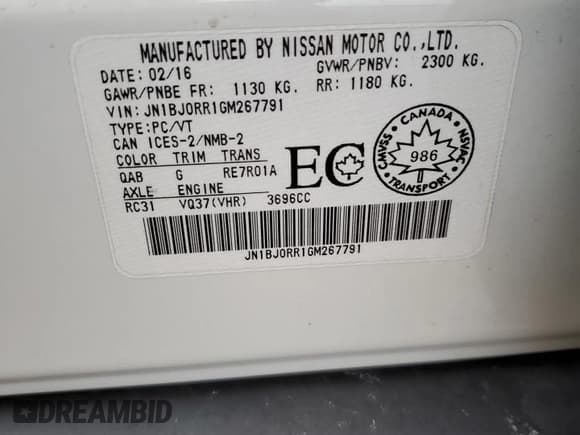 MANUFACTURED BY NISSAN MOTOR CO.,LTD.
DATE: 02/16 GVWR/PNBV: 2300 KG.
GAWR/PNBE FR: 1130 KG. RR: 1180 KG.
VIN: JN1BJ0RR1GM267791
TYPE:PC/VT
CAN ICES-2/NMB-2
COLOR TRIM TRANS
QAB G RE7R01A
AXLE ENGINE
RC31 VQ37(VHR) 3696CC
EC
CMVSS CANADA NSVAC
986
TRANSPORT
JN1BJ0RR1GM267791
DREAMBID